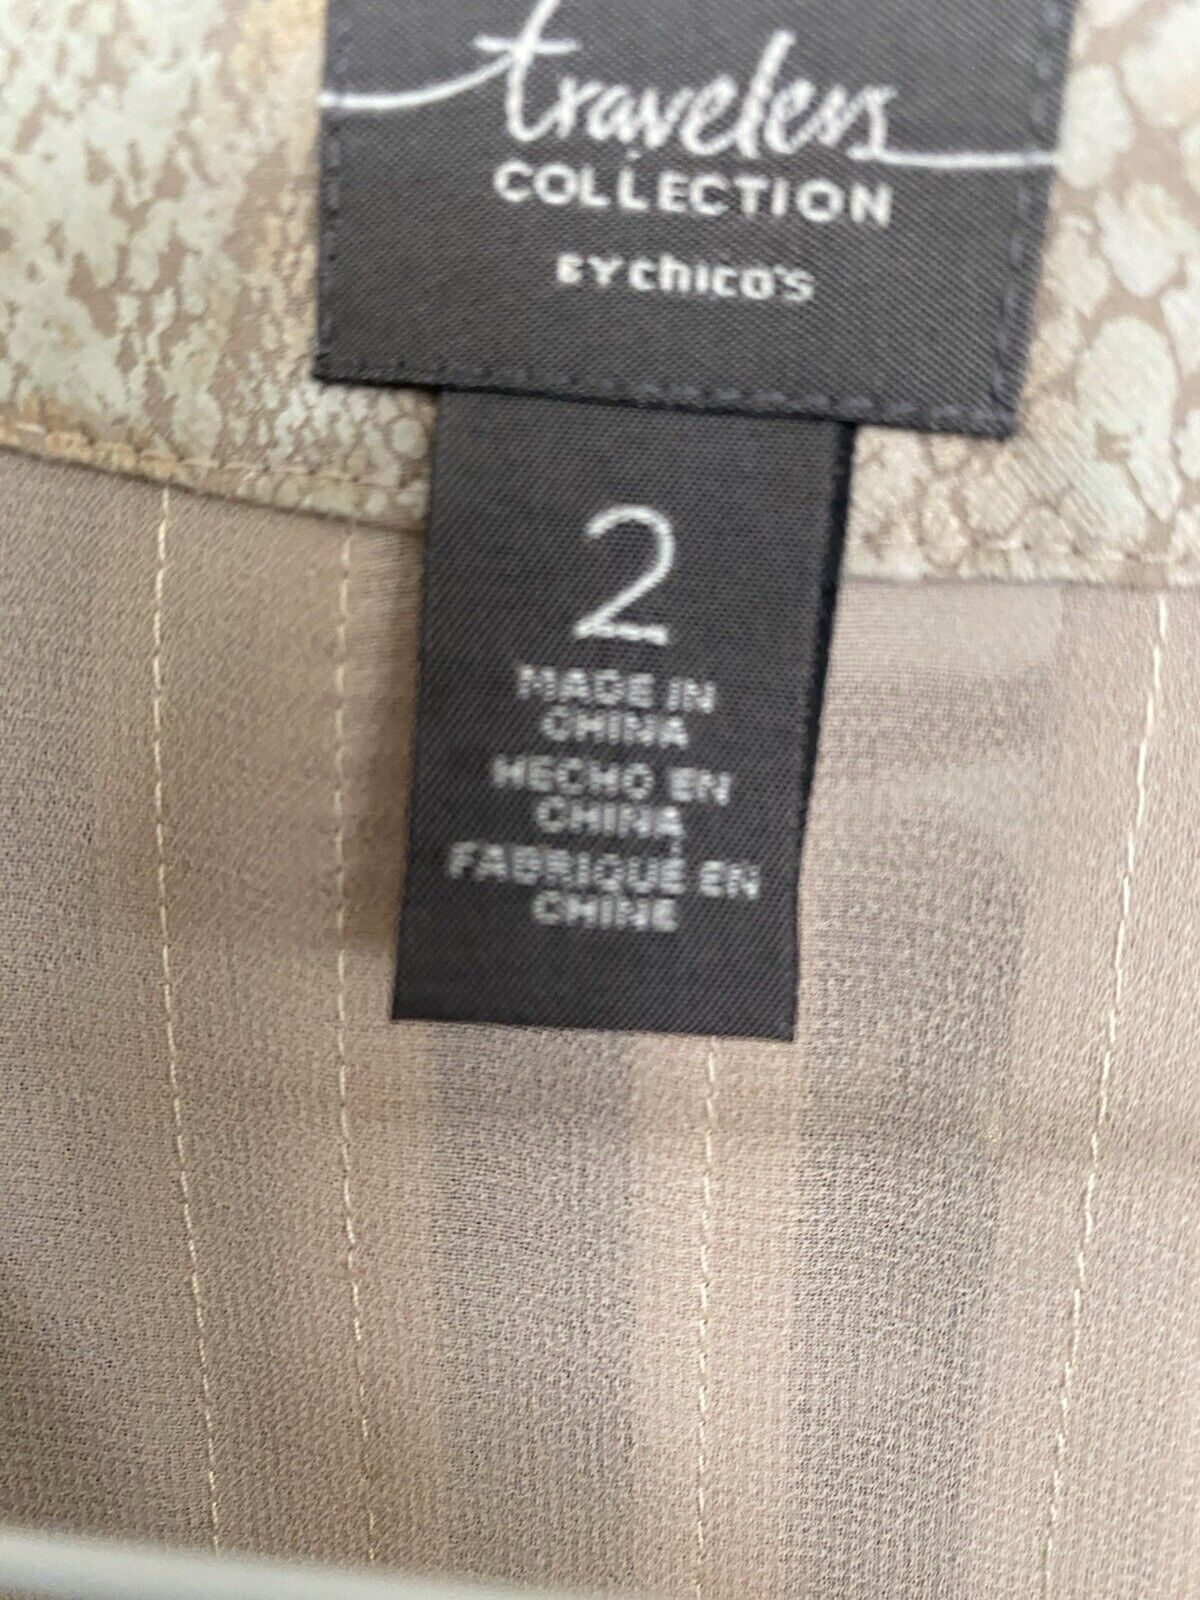 travelers
COLLECTION
BY chico's
2
MADE IN
CHINA
HECHO EN
CHINA
FABRIQUÉ EN
CHINE